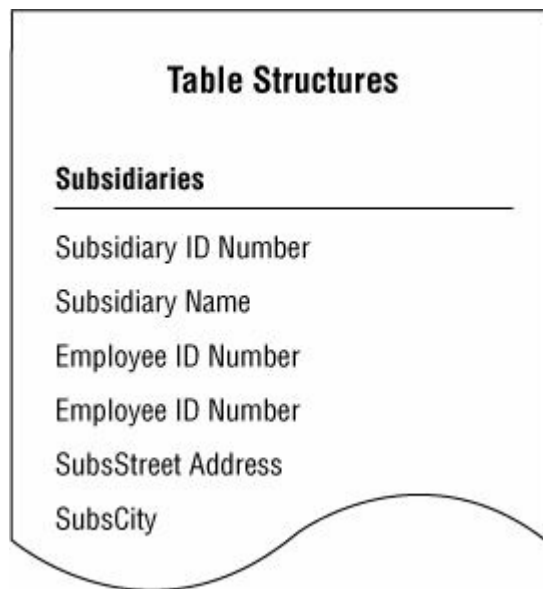 Table Structures
Subsidiaries
Subsidiary ID Number
Subsidiary Name
Employee ID Number
Employee ID Number
SubsStreet Address
SubsCity